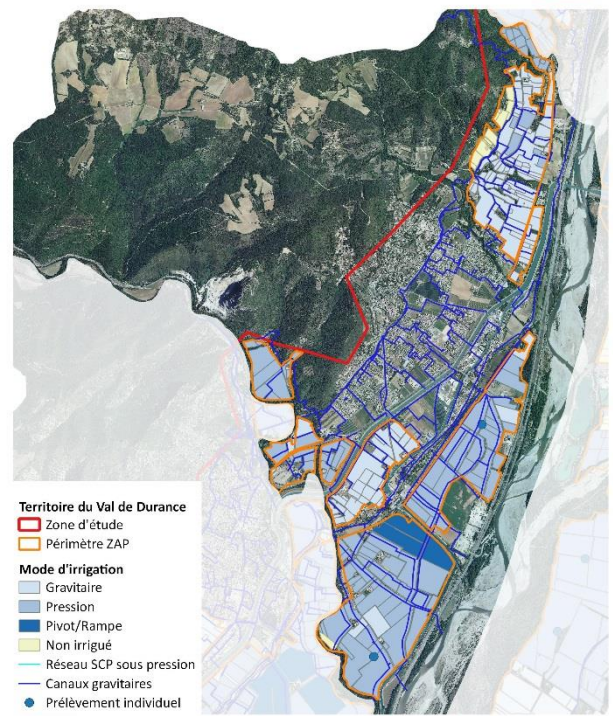 Territoire du Val de Durance
Zone d'étude
Périmètre ZAP
Mode d'irrigation
Gravitaire
Pression
Pivot/Rampe
Non irrigué
Réseau SCP sous pression
Canaux gravitaires
Prélèvement individuel